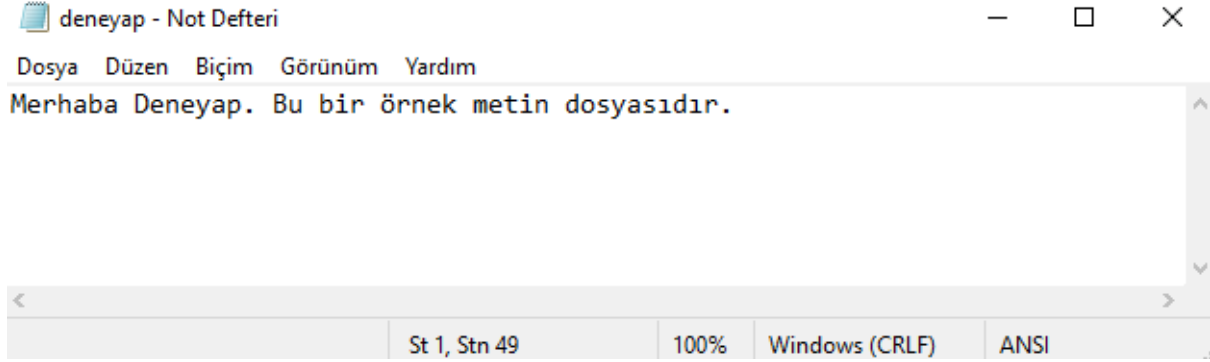 deneyap - Not Defteri
Dosya Düzen Biçim Görünüm Yardım
Merhaba Deneyap. Bu bir örnek metin dosyasıdır.
St 1, Stn 49 100% Windows (CRLF) ANSI